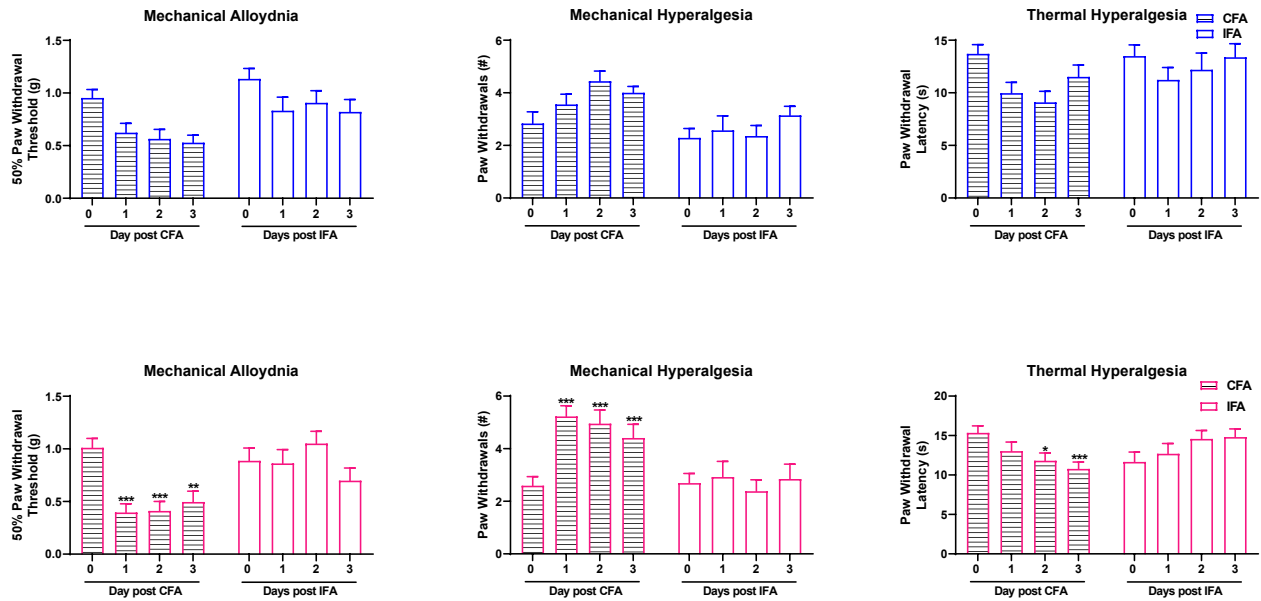 Mechanical Alloydnia
50% Paw Withdrawal
Threshold (g)
1.5
1.0
0.5
0.0
0 1 2 3 0 1 2 3
Day post CFA Days post IFA
Mechanical Hyperalgesia
Paw Withdrawals (#)
6
4
2
0
0 1 2 3 0 1 2 3
Day post CFA Days post IFA
Thermal Hyperalgesia
CFA
IFA
Paw Withdrawal
Latency (s)
15
10
5
0
0 1 2 3 0 1 2 3
Day post CFA Days post IFA
Mechanical Alloydnia
50% Paw Withdrawal
Threshold (g)
1.5
1.0
0.5
0.0
*** *** **
0 1 2 3 0 1 2 3
Day post CFA Days post IFA
Mechanical Hyperalgesia
Paw Withdrawals (#)
6
4
2
0
*** *** ***
0 1 2 3 0 1 2 3
Day post CFA Days post IFA
Thermal Hyperalgesia
CFA
IFA
Paw Withdrawal
Latency (s)
20
15
10
5
0
* ***
0 1 2 3 0 1 2 3
Day post CFA Days post IFA